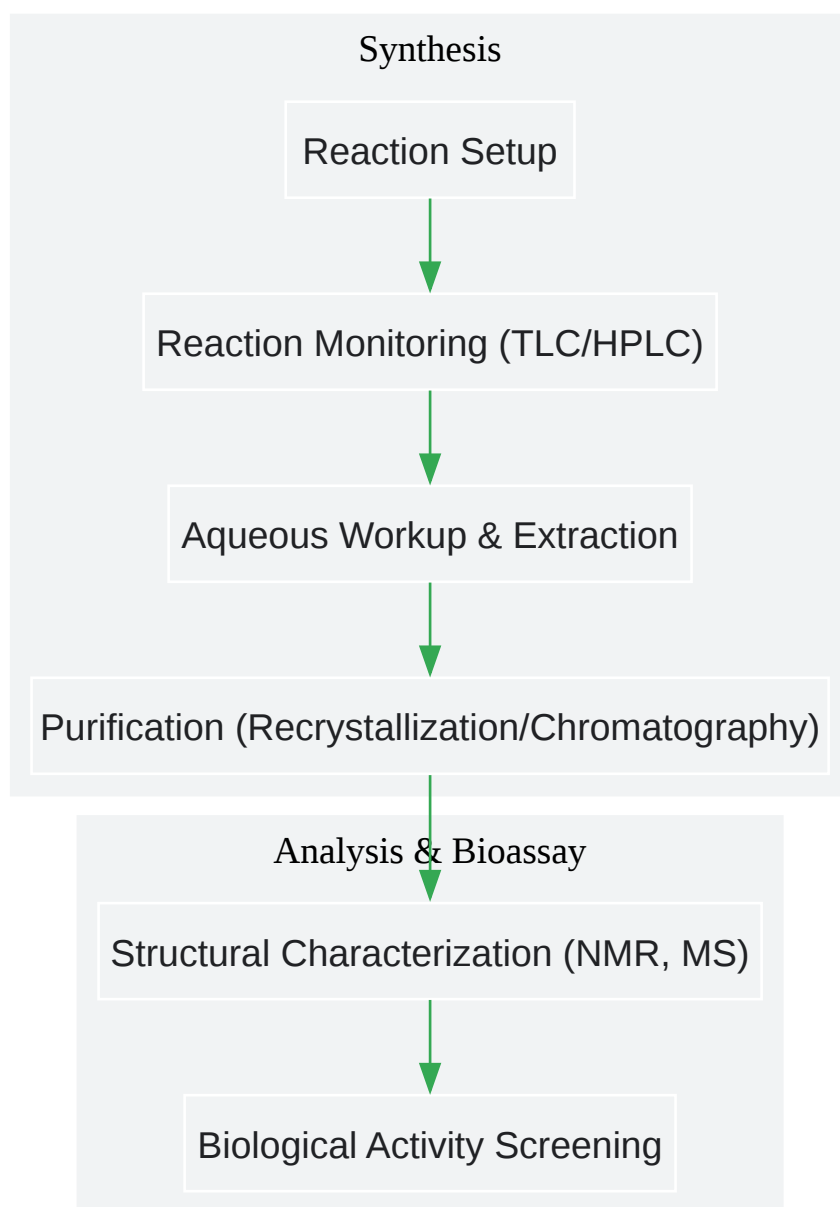 Synthesis
Reaction Setup
Reaction Monitoring (TLC/HPLC)
Aqueous Workup & Extraction
Purification (Recrystallization/Chromatography)
Analysis & Bioassay
Structural Characterization (NMR, MS)
Biological Activity Screening